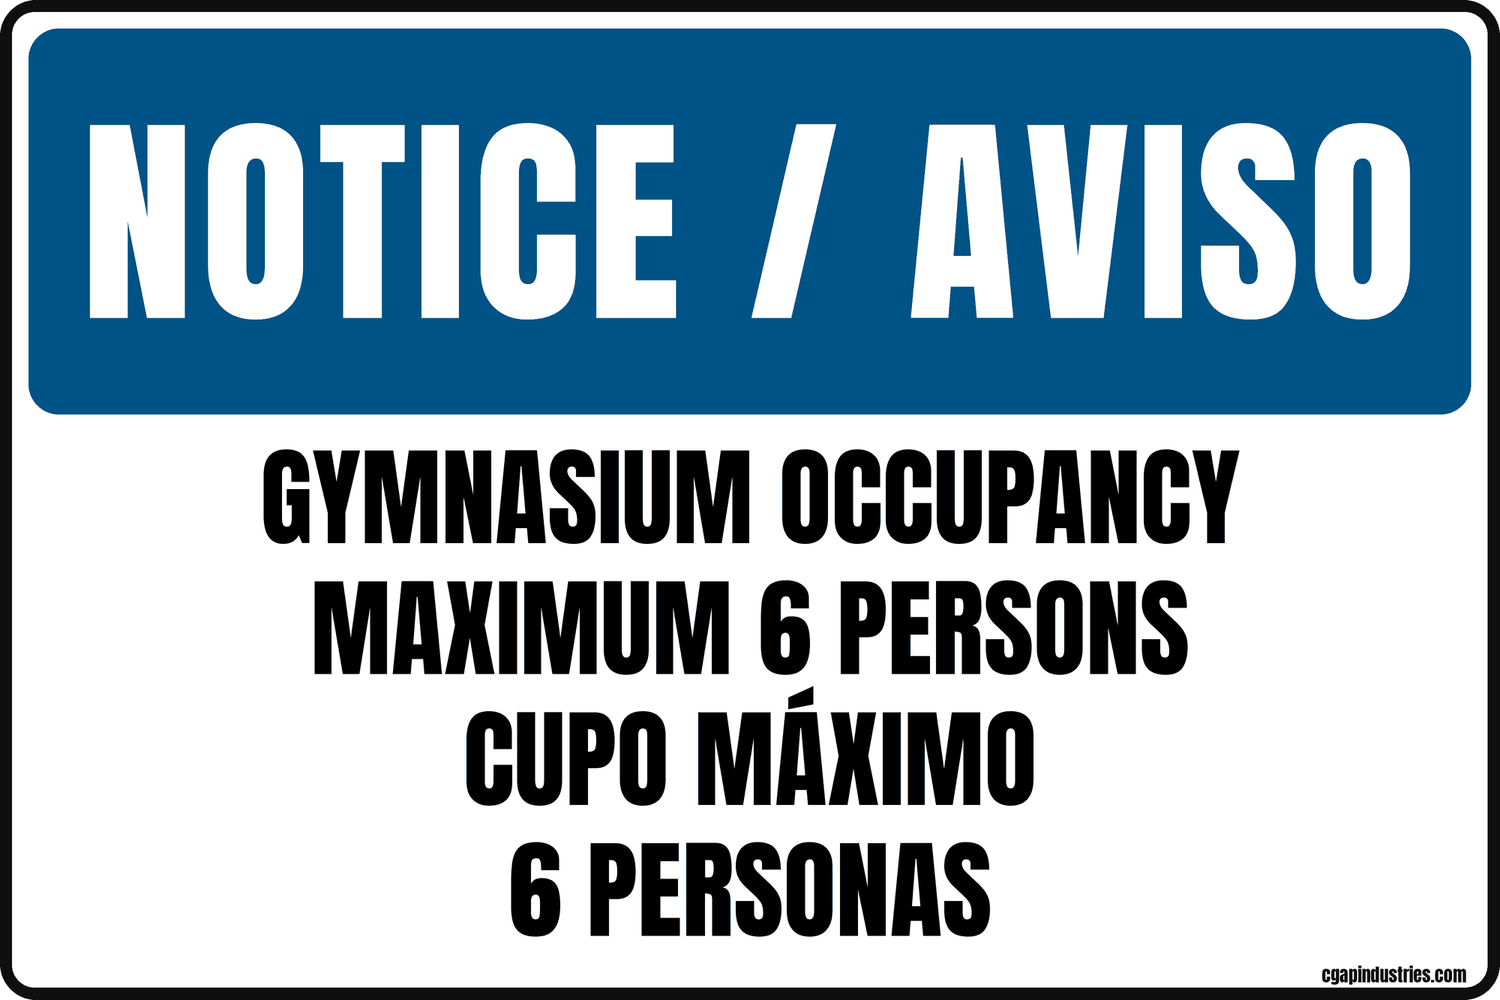 NOTICE / AVISO
GYMNASIUM OCCUPANCY
MAXIMUM 6 PERSONS
CUPO MÁXIMO
6 PERSONAS
cgapindustries.com